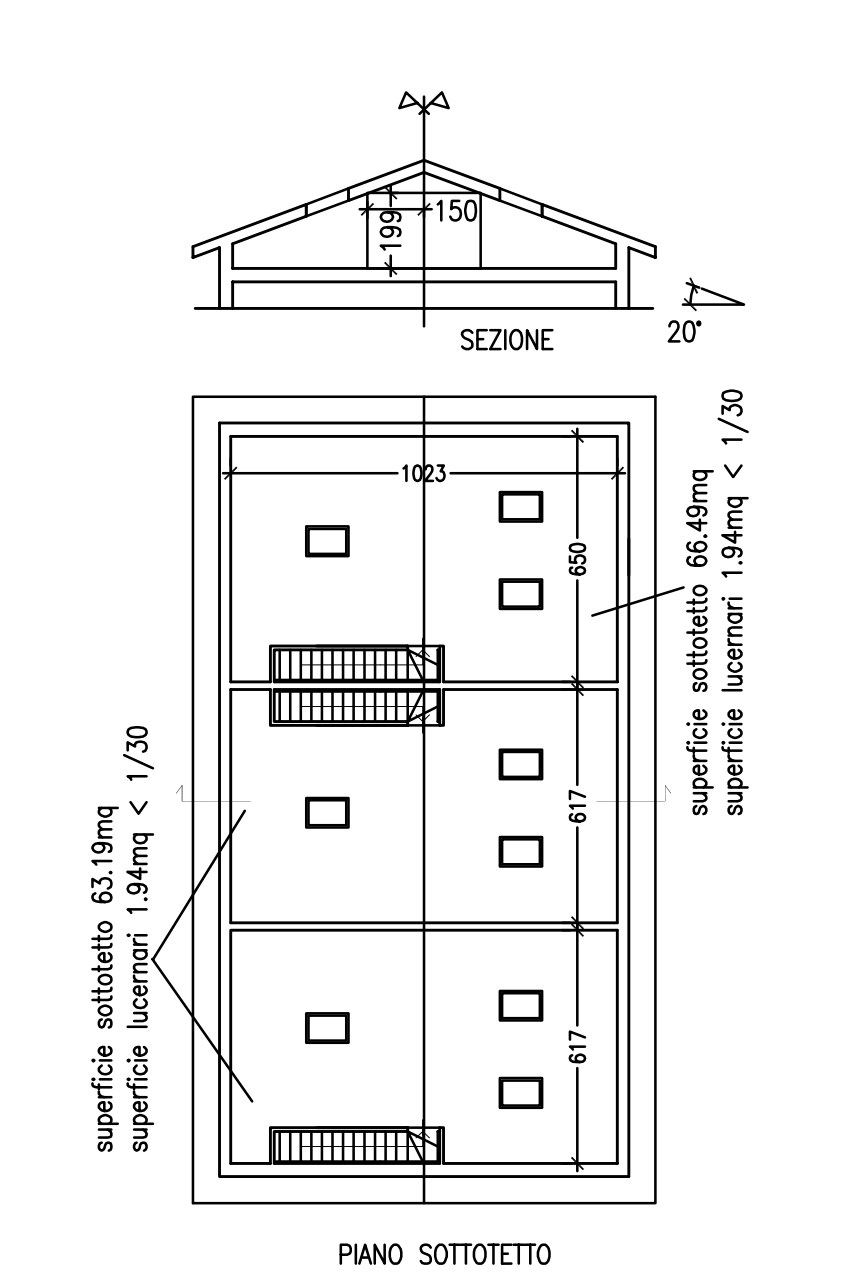 150
199
SEZIONE
20°
1023
650
superficie sottotetto 66.49mq
superficie lucernari 1.94mq < 1/30
617
superficie sottotetto 63.19mq
superficie lucernari 1.94mq < 1/30
617
PIANO SOTTOTETTO